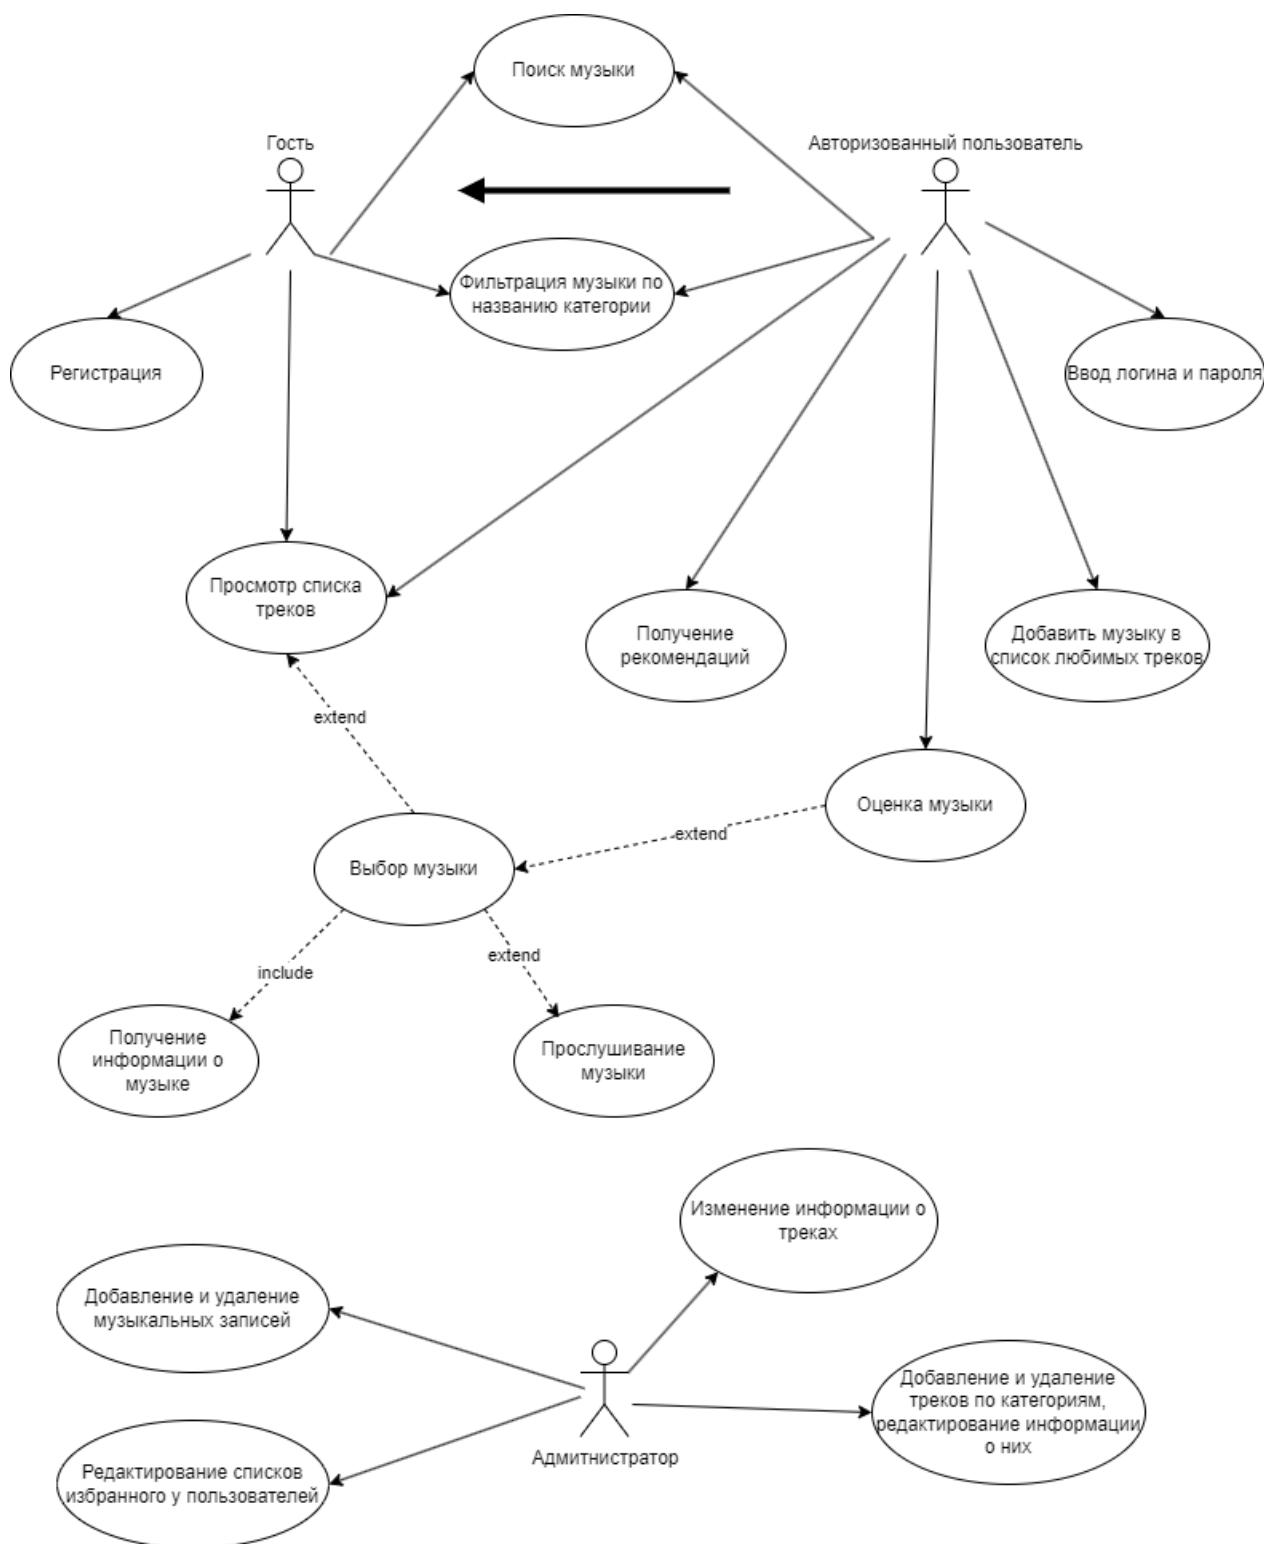 Поиск музыки
Гость
Авторизованный пользователь
Фильтрация музыки по
названию категории
Регистрация
Ввод логина и пароля
Просмотр списка
треков
Получение
рекомендаций
Добавить музыку в
список любимых треков
extend
Оценка музыки
extend
Выбор музыки
extend
include
Получение
информации о
музыке
Прослушивание
музыки
Изменение информации о
треках
Добавление и удаление
музыкальных записей
Добавление и удаление
треков по категориям,
редактирование информации
о них
Адмитнистратор
Редактирование списков
избранного у пользователей